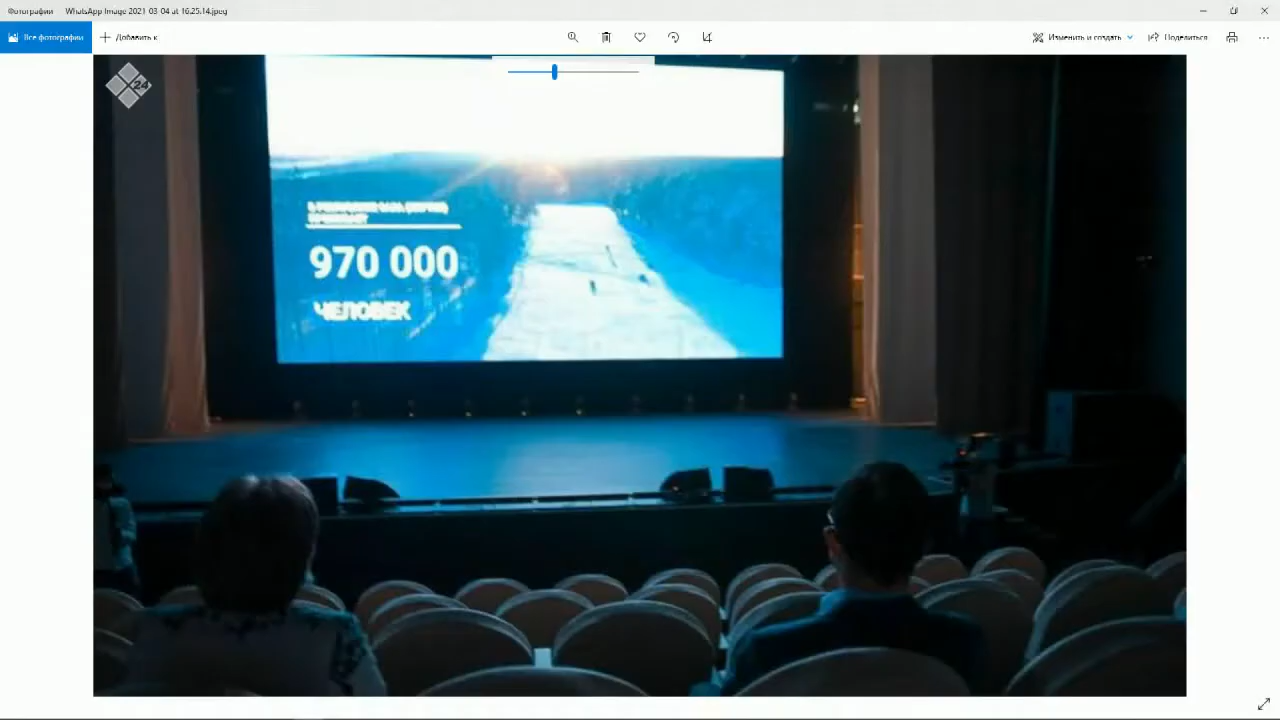 Фотографии
WhatsApp Image 2021-03-04 at 16.25.14.jpeg
Все фотографии
Добавить к
Изменить и создать
Поделиться
X24
970 000
ЧЕЛОВЕК